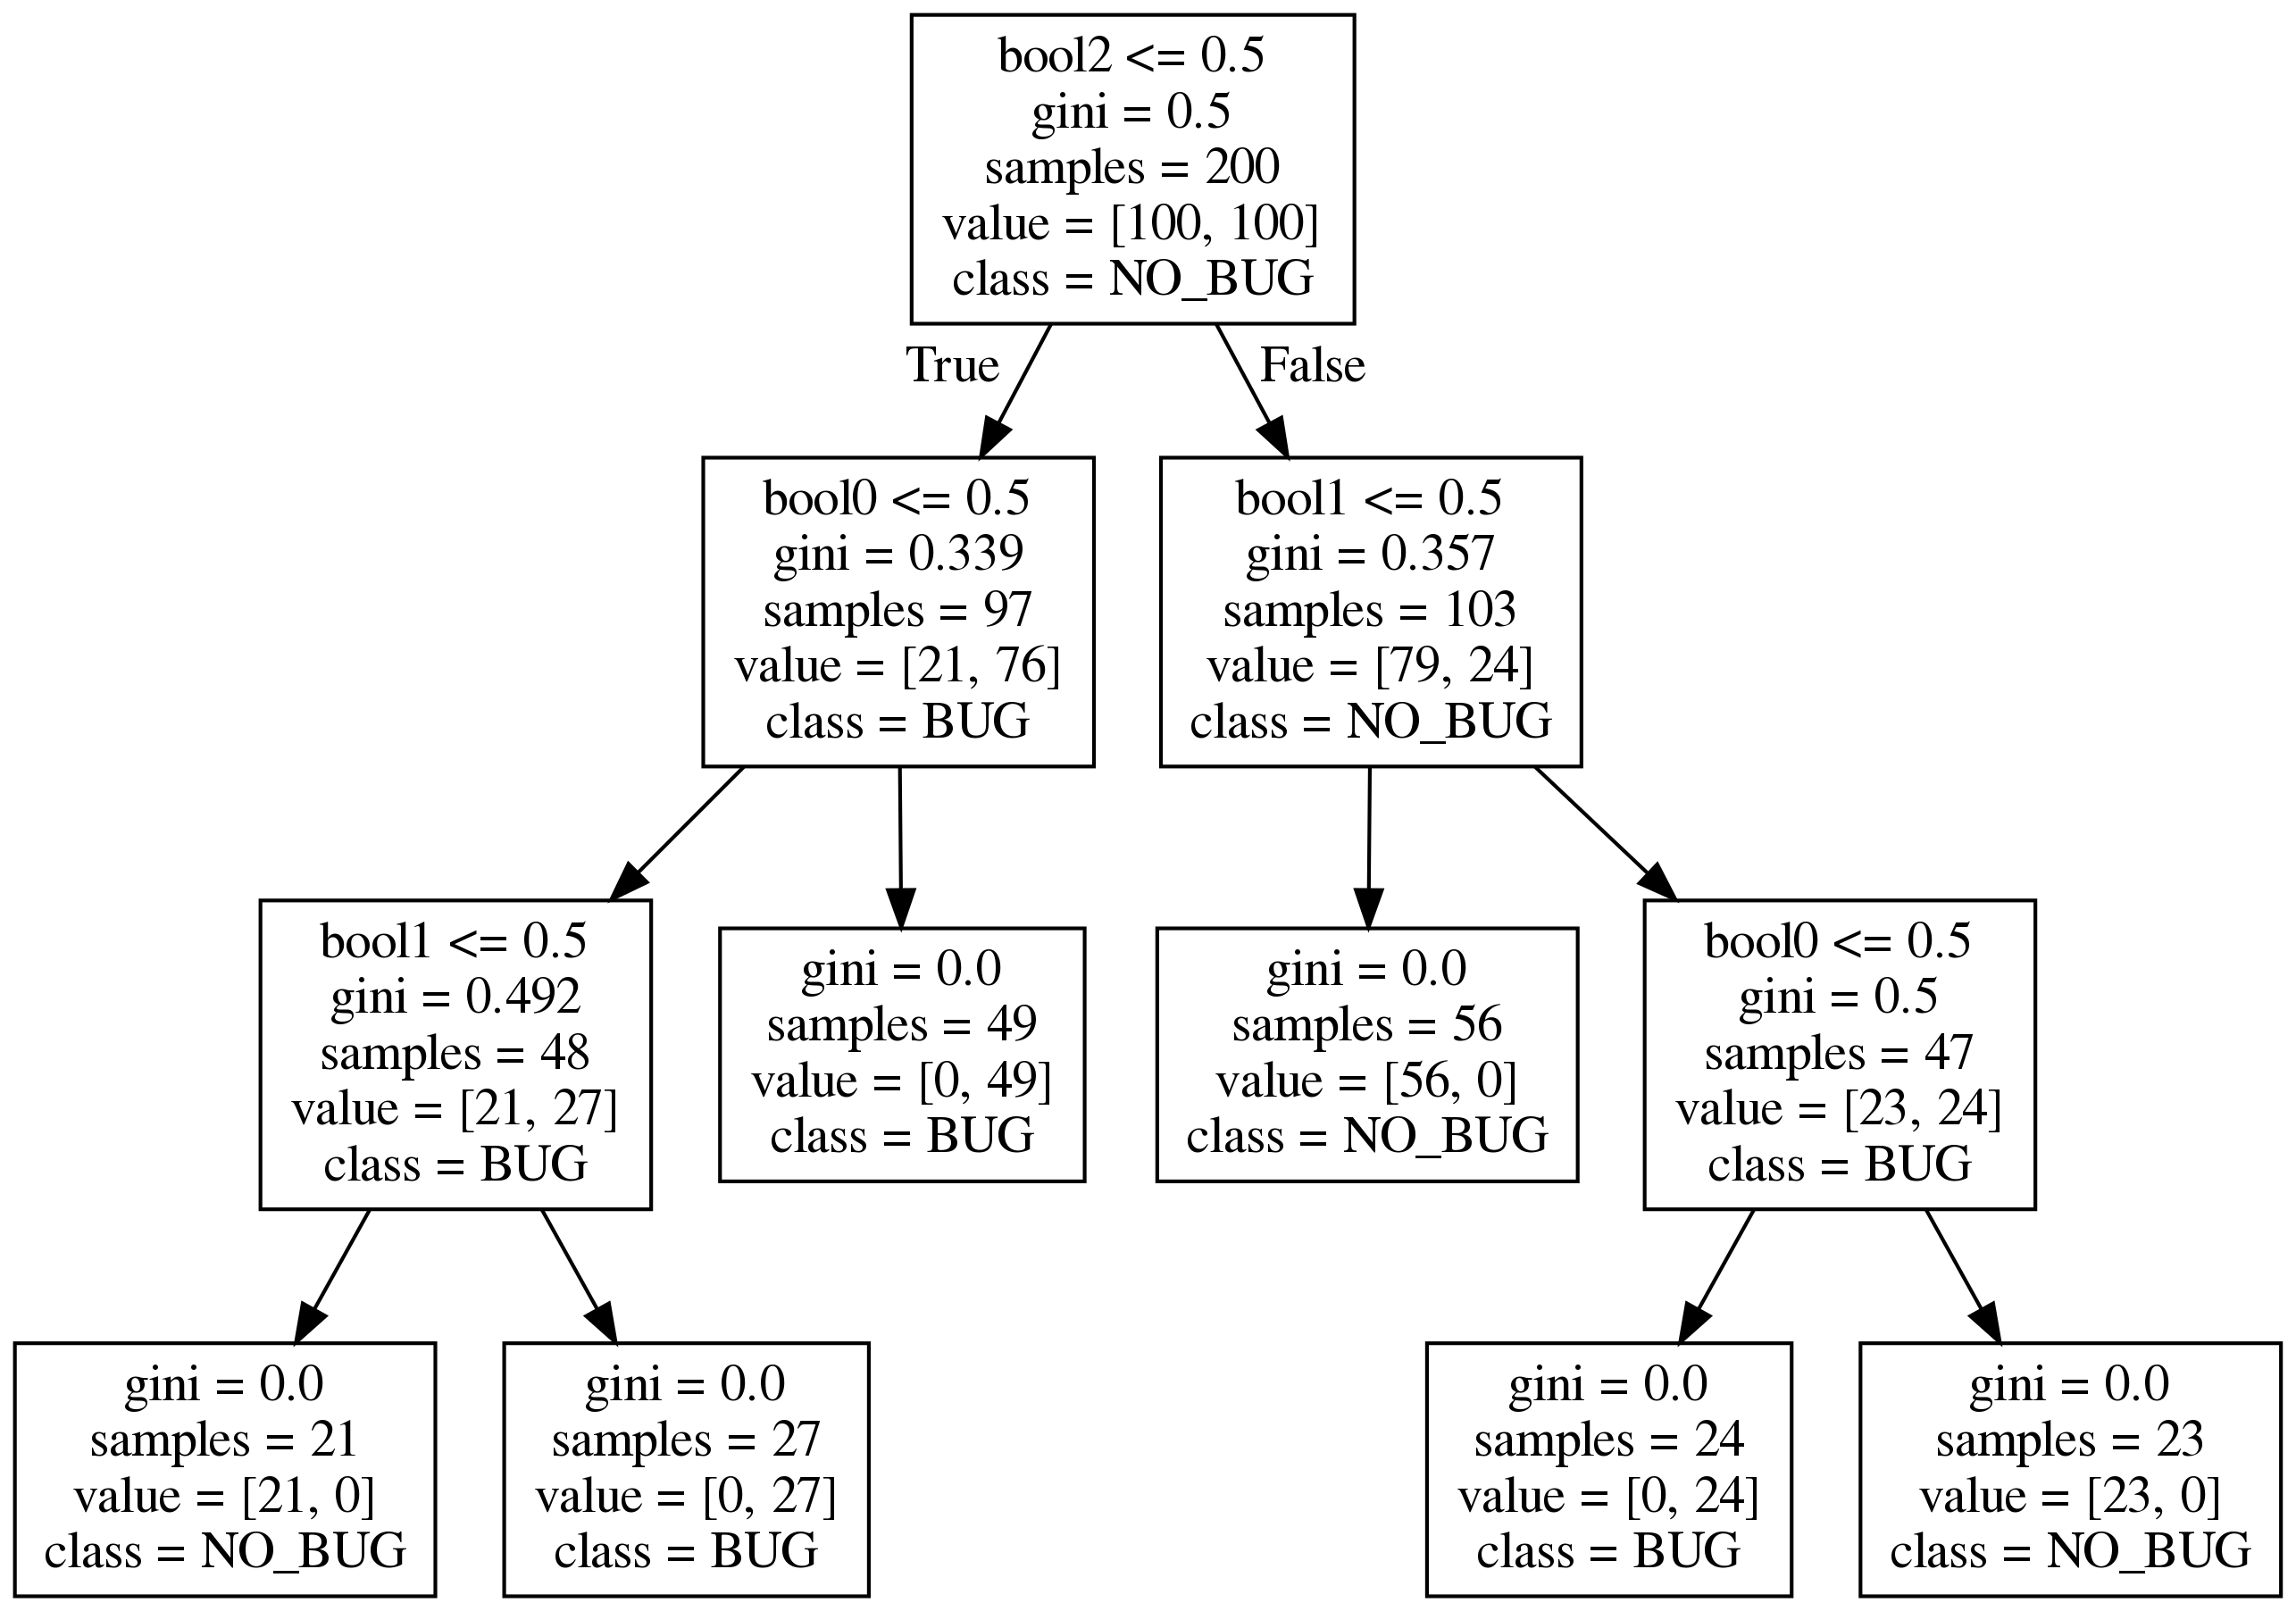 bool2 <= 0.5
gini = 0.5
samples = 200
value = [100, 100]
class = NO_BUG
True
False
bool0 <= 0.5
gini = 0.339
samples = 97
value = [21, 76]
class = BUG
bool1 <= 0.5
gini = 0.357
samples = 103
value = [79, 24]
class = NO_BUG
bool1 <= 0.5
gini = 0.492
samples = 48
value = [21, 27]
class = BUG
gini = 0.0
samples = 49
value = [0, 49]
class = BUG
gini = 0.0
samples = 56
value = [56, 0]
class = NO_BUG
bool0 <= 0.5
gini = 0.5
samples = 47
value = [23, 24]
class = BUG
gini = 0.0
samples = 21
value = [21, 0]
class = NO_BUG
gini = 0.0
samples = 27
value = [0, 27]
class = BUG
gini = 0.0
samples = 24
value = [0, 24]
class = BUG
gini = 0.0
samples = 23
value = [23, 0]
class = NO_BUG